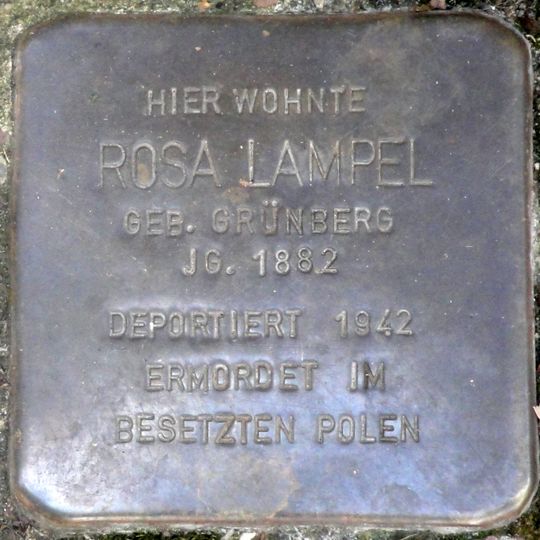 HIER WOHNTE
ROSA LAMPEL
GEB. GRÜNBERG
JG. 1882
DEPORTIERT 1942
ERMORDET IM
BESETZTEN POLEN